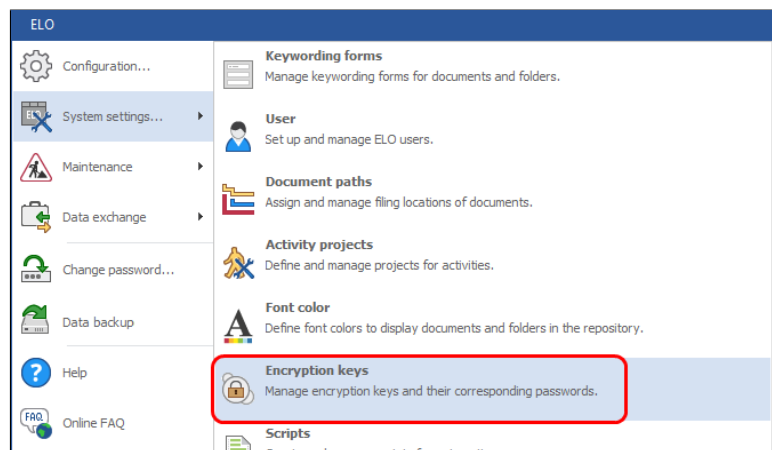 ELO
Configuration...
System settings...
Maintenance
Data exchange
Change password...
Data backup
Help
FAQ
Online FAQ
Keywording forms
Manage keywording forms for documents and folders.
User
Set up and manage ELO users.
Document paths
Assign and manage filing locations of documents.
Activity projects
Define and manage projects for activities.
Font color
Define font colors to display documents and folders in the repository.
Encryption keys
Manage encryption keys and their corresponding passwords.
Scripts